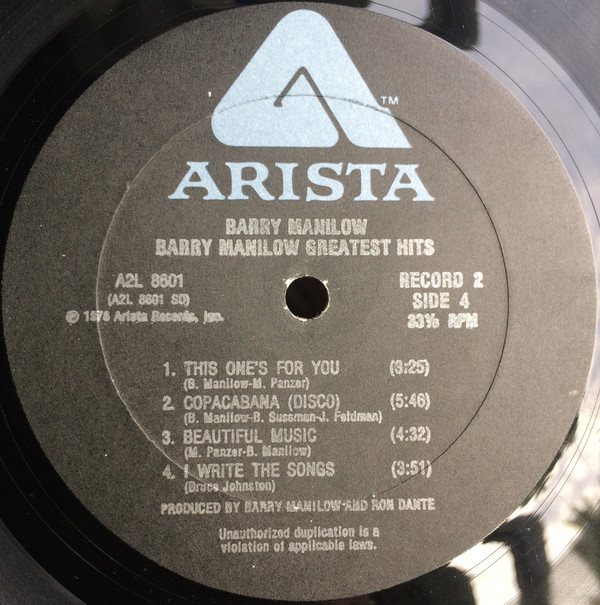 TM
ARISTA
BARRY MANILOW
BARRY MANILOW GREATEST HITS
A2L 8601
(A2L 8601 SD)
℗ 1978 Arista Records, Inc.
RECORD 2
SIDE 4
33⅓ RPM
1. THIS ONE'S FOR YOU (3:25)
(B. Manilow-M. Panzer)
2. COPACABANA (DISCO) (5:46)
(B. Manilow-B. Sussman-J. Feldman)
3. BEAUTIFUL MUSIC (4:32)
(M. Panzer-B. Manilow)
4. I WRITE THE SONGS (3:51)
(Bruce Johnston)
PRODUCED BY BARRY MANILOW AND RON DANTE
Unauthorized duplication is a
violation of applicable laws.